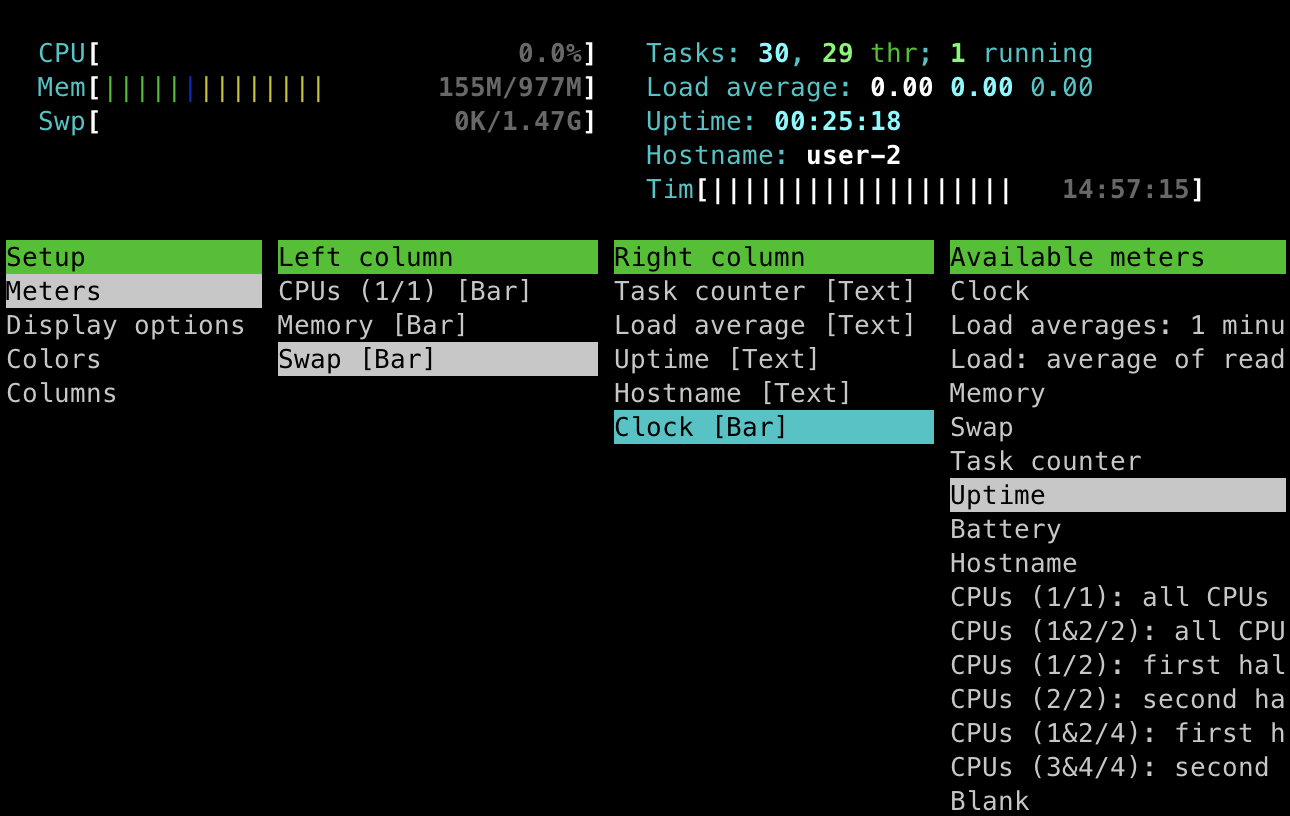 CPU[ 0.0%]
Mem[|||||||||||||| 155M/977M]
Swp[ 0K/1.47G]
Tasks: 30, 29 thr; 1 running
Load average: 0.00 0.00 0.00
Uptime: 00:25:18
Hostname: user-2
Tim[||||||||||||||||||| 14:57:15]
Setup
Meters
Display options
Colors
Columns
Left column
CPUs (1/1) [Bar]
Memory [Bar]
Swap [Bar]
Right column
Task counter [Text]
Load average [Text]
Uptime [Text]
Hostname [Text]
Clock [Bar]
Available meters
Clock
Load averages: 1 minu
Load: average of read
Memory
Swap
Task counter
Uptime
Battery
Hostname
CPUs (1/1): all CPUs
CPUs (1&2/2): all CPU
CPUs (1/2): first hal
CPUs (2/2): second ha
CPUs (1&2/4): first h
CPUs (3&4/4): second
Blank